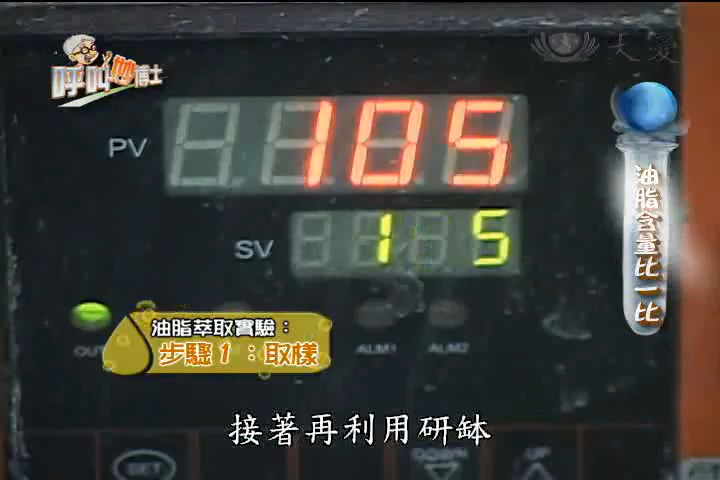 呼叫妙博士
大愛
PV 105
SV 1 5
油脂含量比一比
油脂萃取實驗：
步驟1：取樣
OUT
ALM1
ALM2
接著再利用研缽
SET
DOWN
UP